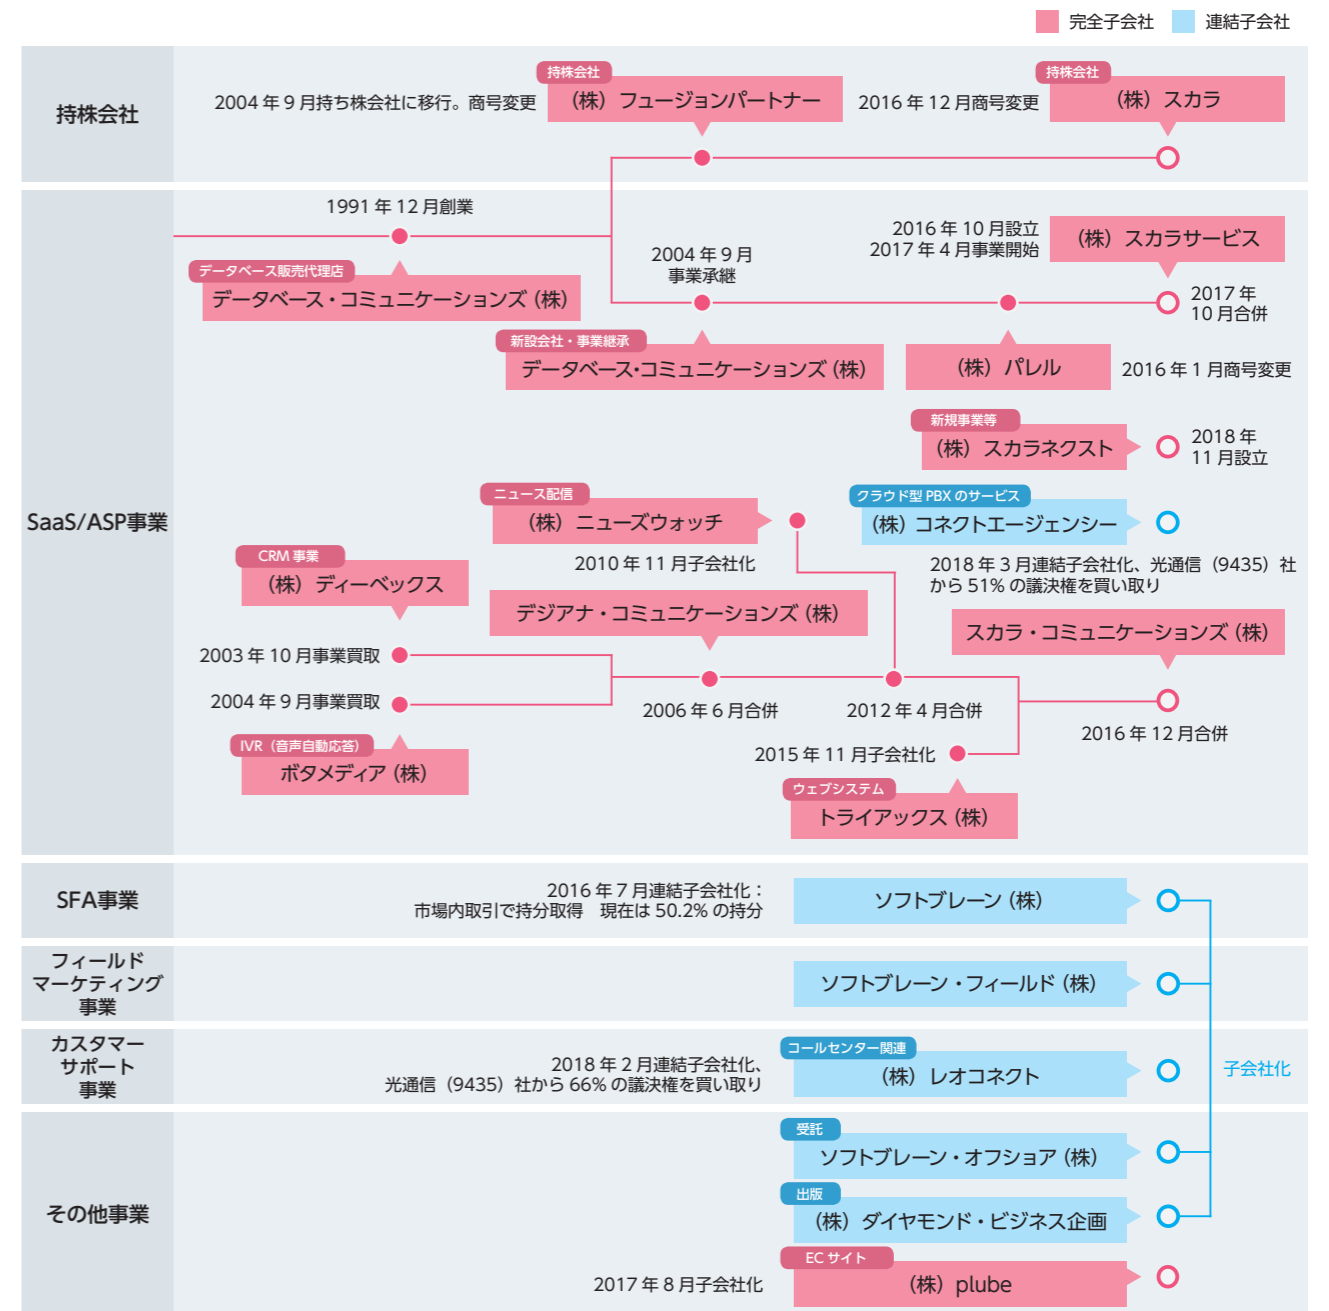 完全子会社
連結子会社
持株会社
2004年9月持ち株会社に移行。商号変更
持株会社
(株) フュージョンパートナー
2016年12月商号変更
持株会社
(株) スカラ
SaaS/ASP事業
1991年12月創業
データベース販売代理店
データベース・コミュニケーションズ(株)
2004年9月
事業承継
新設会社・事業継承
データベース・コミュニケーションズ(株)
2016年10月設立
2017年4月事業開始
(株) スカラサービス
2017年
10月合併
(株) パレル
2016年1月商号変更
新規事業等
(株) スカラネクスト
2018年
11月設立
ニュース配信
(株) ニューズウォッチ
2010年11月子会社化
クラウド型PBXのサービス
(株) コネクトエージェンシー
2018年3月連結子会社化、光通信(9435)社
から51%の議決権を買い取り
CRM事業
(株) ディーベックス
デジアナ・コミュニケーションズ(株)
スカラ・コミュニケーションズ(株)
2003年10月事業買取
2004年9月事業買取
2006年6月合併
2012年4月合併
2016年12月合併
IVR(音声自動応答)
ボタメディア(株)
2015年11月子会社化
ウェブシステム
トライアックス(株)
SFA事業
2016年7月連結子会社化:
市場内取引で持分取得 現在は50.2%の持分
ソフトブレーン(株)
フィールド
マーケティング
事業
ソフトブレーン・フィールド(株)
カスタマー
サポート
事業
2018年2月連結子会社化、
光通信(9435)社から66%の議決権を買い取り
コールセンター関連
(株) レオコネクト
子会社化
その他事業
受託
ソフトブレーン・オフショア(株)
出版
(株) ダイヤモンド・ビジネス企画
ECサイト
2017年8月子会社化
(株) plube